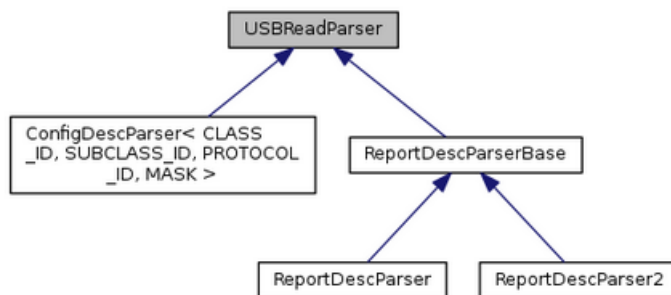 USBReadParser
ConfigDescParser< CLASS
_ID, SUBCLASS_ID, PROTOCOL
_ID, MASK >
ReportDescParserBase
ReportDescParser
ReportDescParser2